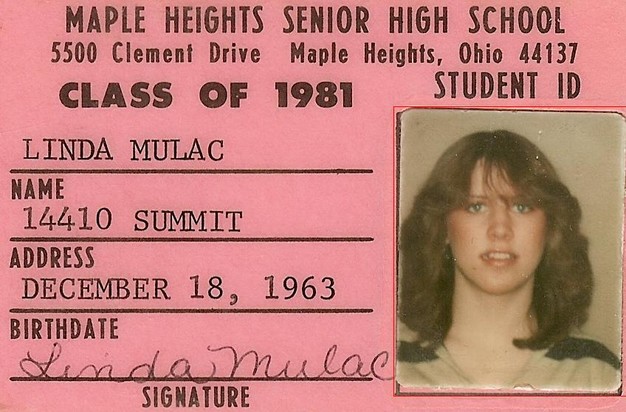 MAPLE HEIGHTS SENIOR HIGH SCHOOL
5500 Clement Drive Maple Heights, Ohio 44137
STUDENT ID
CLASS OF 1981
LINDA MULAC
NAME
14410 SUMMIT
ADDRESS
DECEMBER 18, 1963
BIRTHDATE
Linda Mulac
SIGNATURE